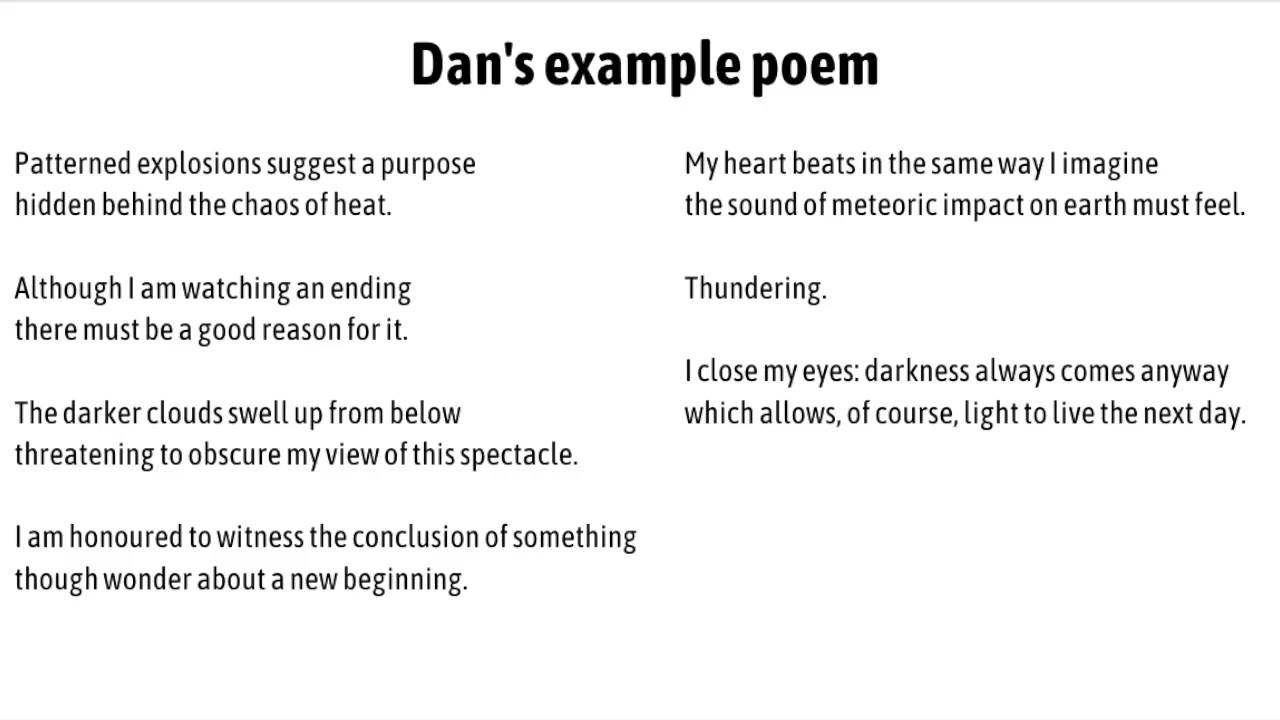 Dan's example poem
Patterned explosions suggest a purpose
hidden behind the chaos of heat.
Although I am watching an ending
there must be a good reason for it.
The darker clouds swell up from below
threatening to obscure my view of this spectacle.
I am honoured to witness the conclusion of something
though wonder about a new beginning.
My heart beats in the same way I imagine
the sound of meteoric impact on earth must feel.
Thundering.
I close my eyes: darkness always comes anyway
which allows, of course, light to live the next day.